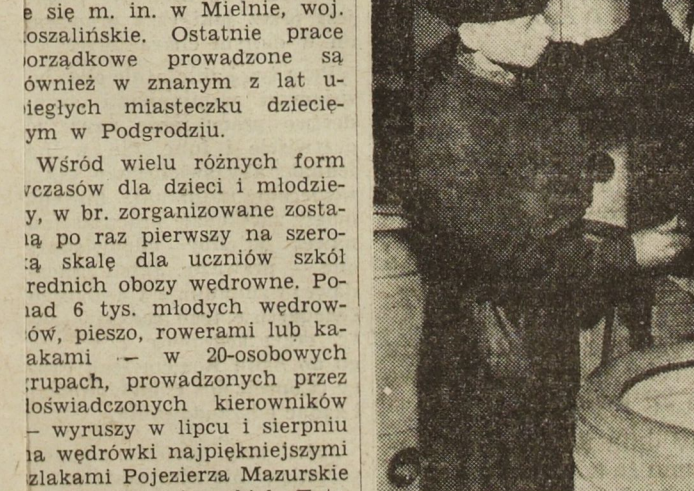 e się m. in. w Mielnie, woj.
oszalińskie. Ostatnie prace
orządkowe prowadzone są
ównież w znanym z lat u-
iegłych miasteczku dziecię-
ym w Podgrodziu.
Wśród wielu różnych form
wczasów dla dzieci i młodzie-
y, w br. zorganizowane zosta-
ną po raz pierwszy na szero-
ką skalę dla uczniów szkół
rednich obozy wędrowne. Po-
nad 6 tys. młodych wędrow-
ów, pieszo, rowerami lub ka-
akami — w 20-osobowych
grupach, prowadzonych przez
doświadczonych kierowników
— wyruszy w lipcu i sierpniu
na wędrówki najpiękniejszymi
zlakami Pojezierza Mazurskie